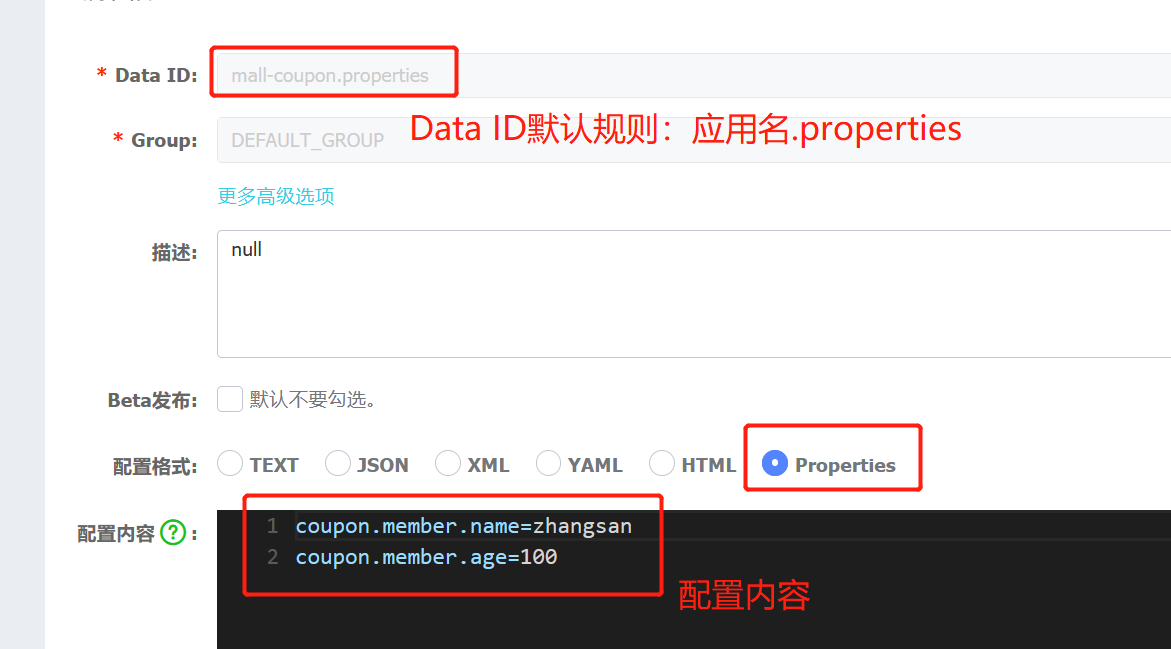 * Data ID: mall-coupon.properties
* Group: DEFAULT_GROUP
Data ID默认规则：应用名.properties
更多高级选项
描述: null
Beta发布: 默认不要勾选。
配置格式: TEXT JSON XML YAML HTML Properties
配置内容 ? :
1 coupon.member.name=zhangsan
2 coupon.member.age=100
配置内容